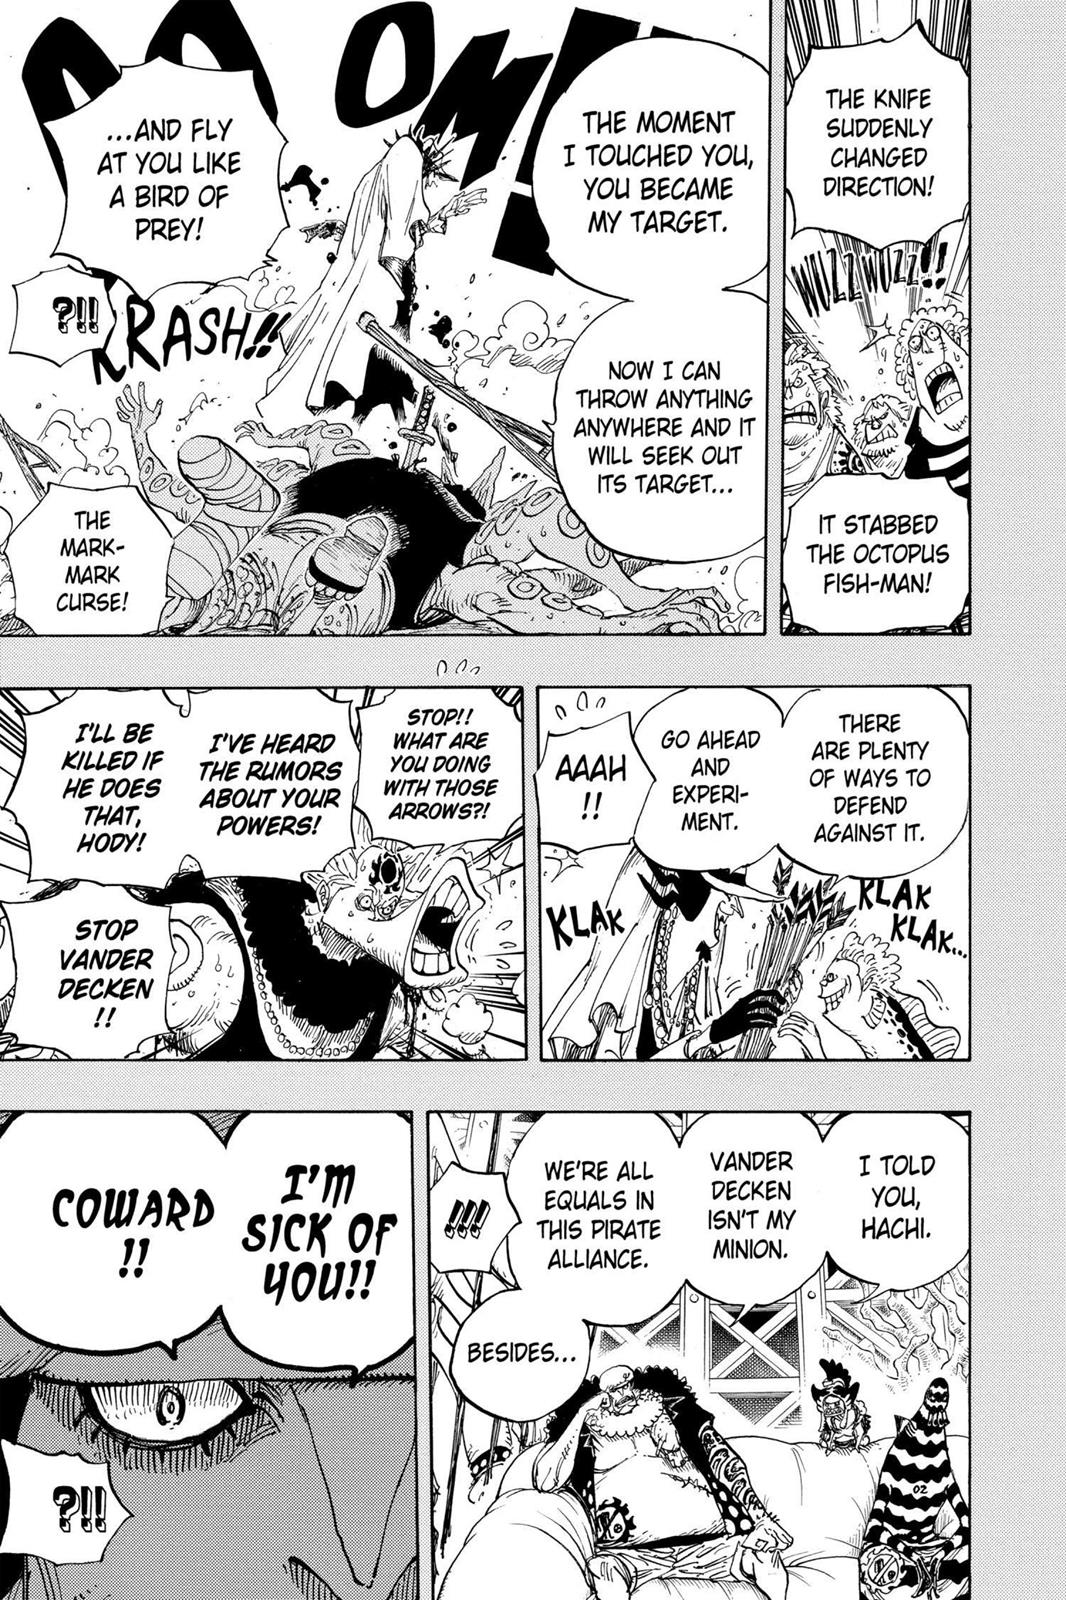 THE KNIFE
SUDDENLY
CHANGED
DIRECTION!
WUZZ WUZZ!!
IT STABBED
THE OCTOPUS
FISH-MAN!
THE MOMENT
I TOUCHED YOU,
YOU BECAME
MY TARGET.
NOW I CAN
THROW ANYTHING
ANYWHERE AND IT
WILL SEEK OUT
ITS TARGET...
...AND FLY
AT YOU LIKE
A BIRD OF
PREY!
?!!
KRASH!!
THE
MARK-
MARK
CURSE!
THERE
ARE PLENTY
OF WAYS TO
DEFEND
AGAINST IT.
GO AHEAD
AND
EXPERI-
MENT.
AAAH
!!
KLAK
KLAK
KLAK...
STOP!!
WHAT ARE
YOU DOING
WITH THOSE
ARROWS?!
I'VE HEARD
THE RUMORS
ABOUT YOUR
POWERS!
I'LL BE
KILLED IF
HE DOES
THAT,
HODY!
STOP
VANDER
DECKEN
!!
I TOLD
YOU,
HACHI.
VANDER
DECKEN
ISN'T MY
MINION.
WE'RE ALL
EQUALS IN
THIS PIRATE
ALLIANCE.
!!!
BESIDES...
02
I'M
SICK OF
YOU!!
COWARD
!!
?!!